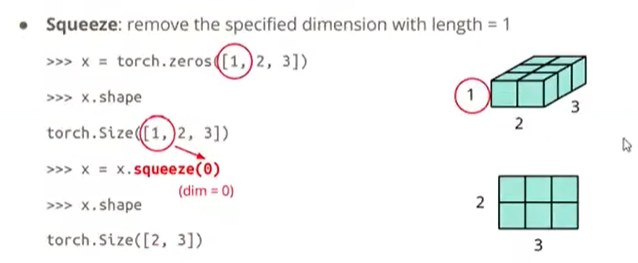 • Squeeze: remove the specified dimension with length = 1
>>> x = torch.zeros([1, 2, 3])
>>> x.shape
torch.Size([1, 2, 3])
>>> x = x.squeeze(0)
(dim = 0)
>>> x.shape
torch.Size([2, 3])
1
3
2
2
3